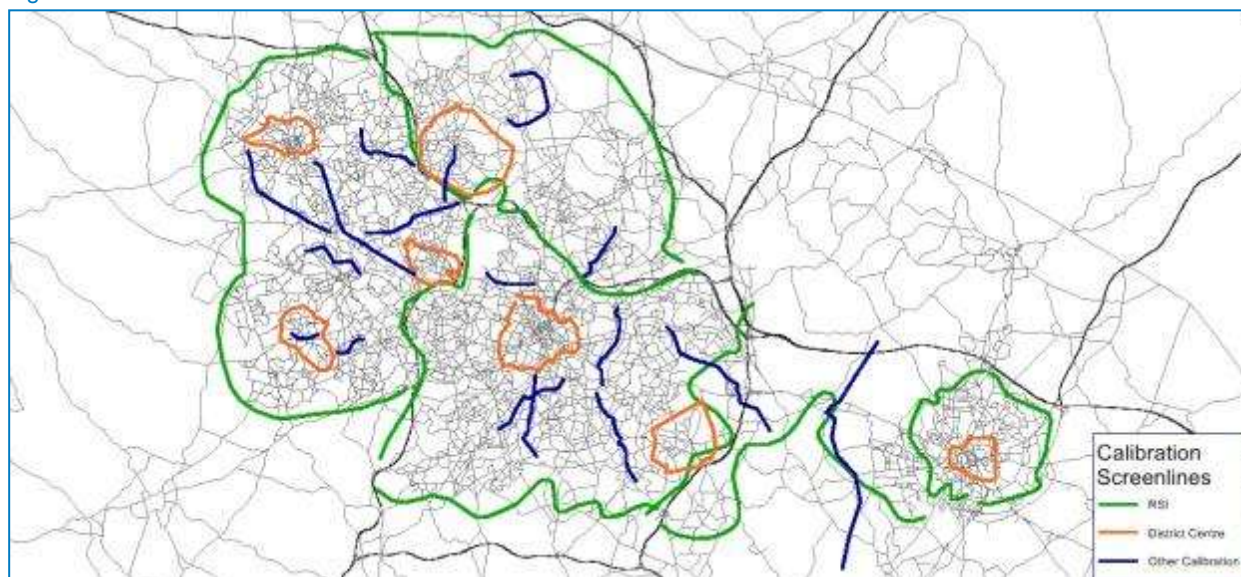 Calibration
Screenlines
RSI
District Centre
Other Calibration